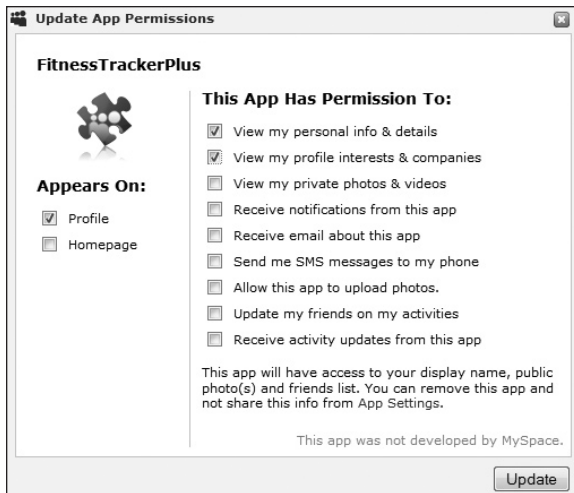 Update App Permissions
FitnessTrackerPlus
Appears On:
Profile
Homepage
This App Has Permission To:
View my personal info & details
View my profile interests & companies
View my private photos & videos
Receive notifications from this app
Receive email about this app
Send me SMS messages to my phone
Allow this app to upload photos.
Update my friends on my activities
Receive activity updates from this app
This app will have access to your display name, public
photo(s) and friends list. You can remove this app and
not share this info from App Settings.
This app was not developed by MySpace.
Update